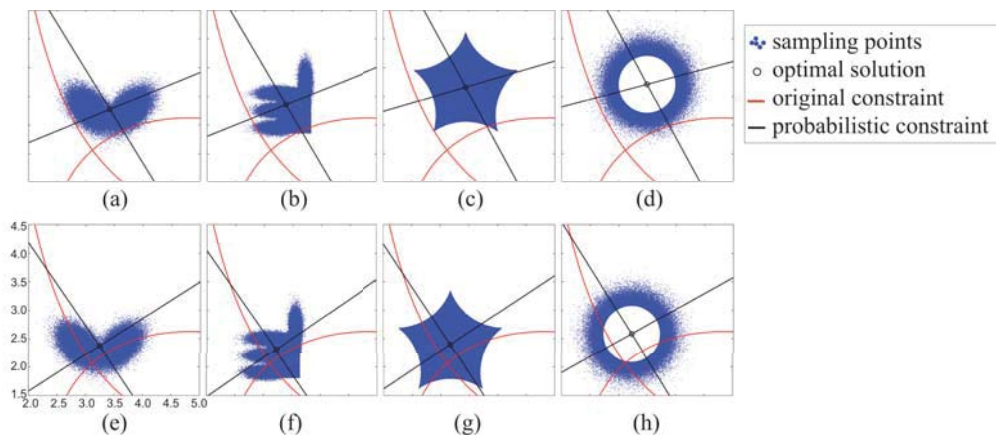 sampling points
optimal solution
original constraint
probabilistic constraint
(a) (b) (c) (d)
4.5
4.0
3.5
3.0
2.5
2.0
1.5
2.0 2.5 3.0 3.5 4.0 4.5 5.0
(e) (f) (g) (h)